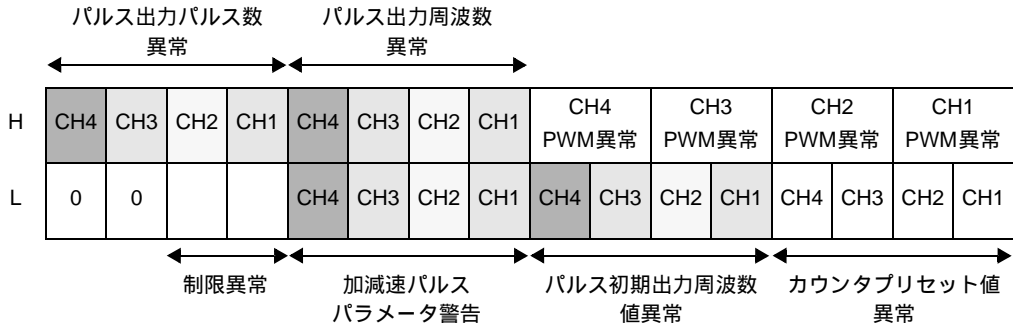 パルス出力パルス数 パルス出力周波数
異常 異常
H CH4 CH3 CH2 CH1 CH4 CH3 CH2 CH1 CH4 CH3 CH2 CH1
PWM異常 PWM異常 PWM異常 PWM異常
L 0 0 CH4 CH3 CH2 CH1 CH4 CH3 CH2 CH1 CH4 CH3 CH2 CH1
制限異常 加減速パルス パルス初期出力周波数 カウンタプリセット値
パラメータ警告 値異常 異常